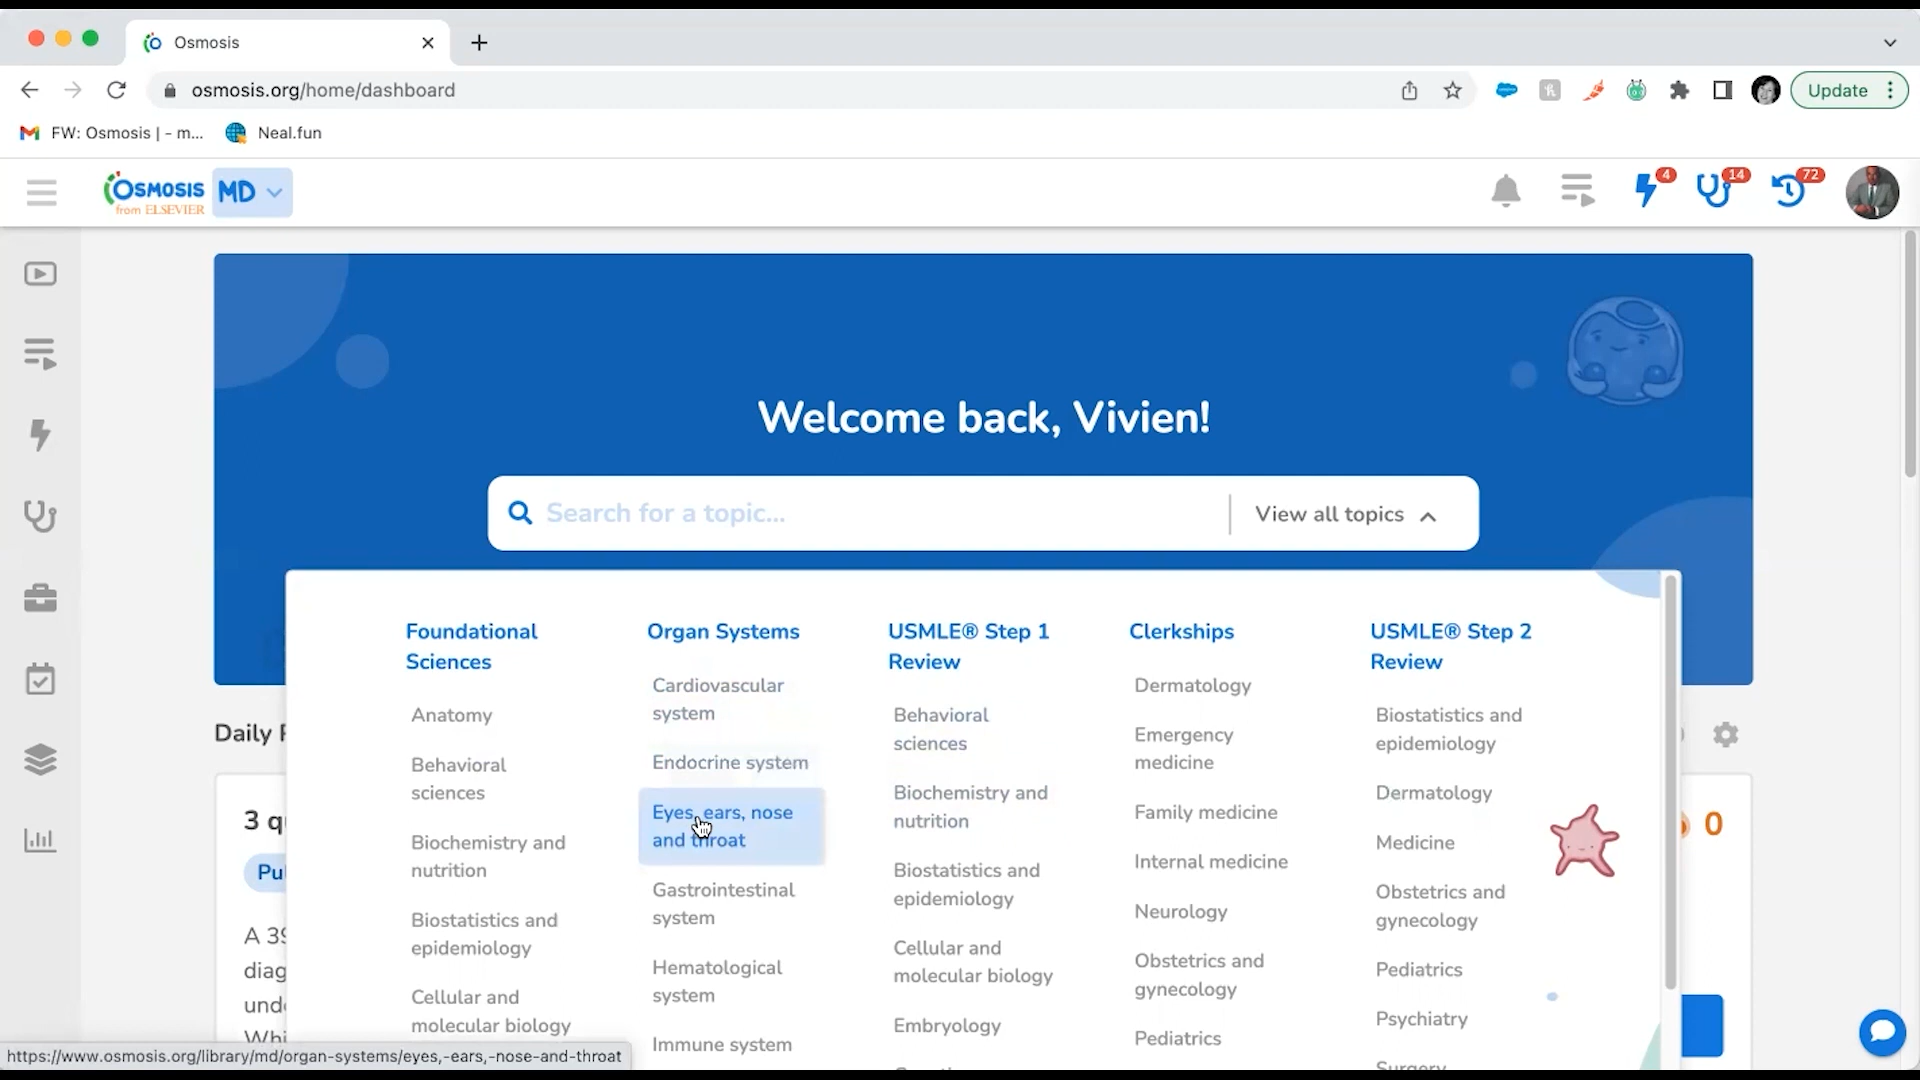 Osmosis
osmosis.org/home/dashboard
Update
FW: Osmosis | - m...
Neal.fun
OSMOSIS
from ELSEVIER
MD
4
14
72
Welcome back, Vivien!
Search for a topic...
View all topics
Foundational
Sciences
Anatomy
Behavioral
sciences
Biochemistry and
nutrition
Biostatistics and
epidemiology
Cellular and
molecular biology
Organ Systems
Cardiovascular
system
Endocrine system
Eyes, ears, nose
and throat
Gastrointestinal
system
Hematological
system
Immune system
USMLE® Step 1
Review
Behavioral
sciences
Biochemistry and
nutrition
Biostatistics and
epidemiology
Cellular and
molecular biology
Embryology
Clerkships
Dermatology
Emergency
medicine
Family medicine
Internal medicine
Neurology
Obstetrics and
gynecology
Pediatrics
USMLE® Step 2
Review
Biostatistics and
epidemiology
Dermatology
Medicine
Obstetrics and
gynecology
Pediatrics
Psychiatry
Surgery
Daily
3 q
Pu
A 39
diag
und
Whi
0
https://www.osmosis.org/library/md/organ-systems/eyes,-ears,-nose-and-throat